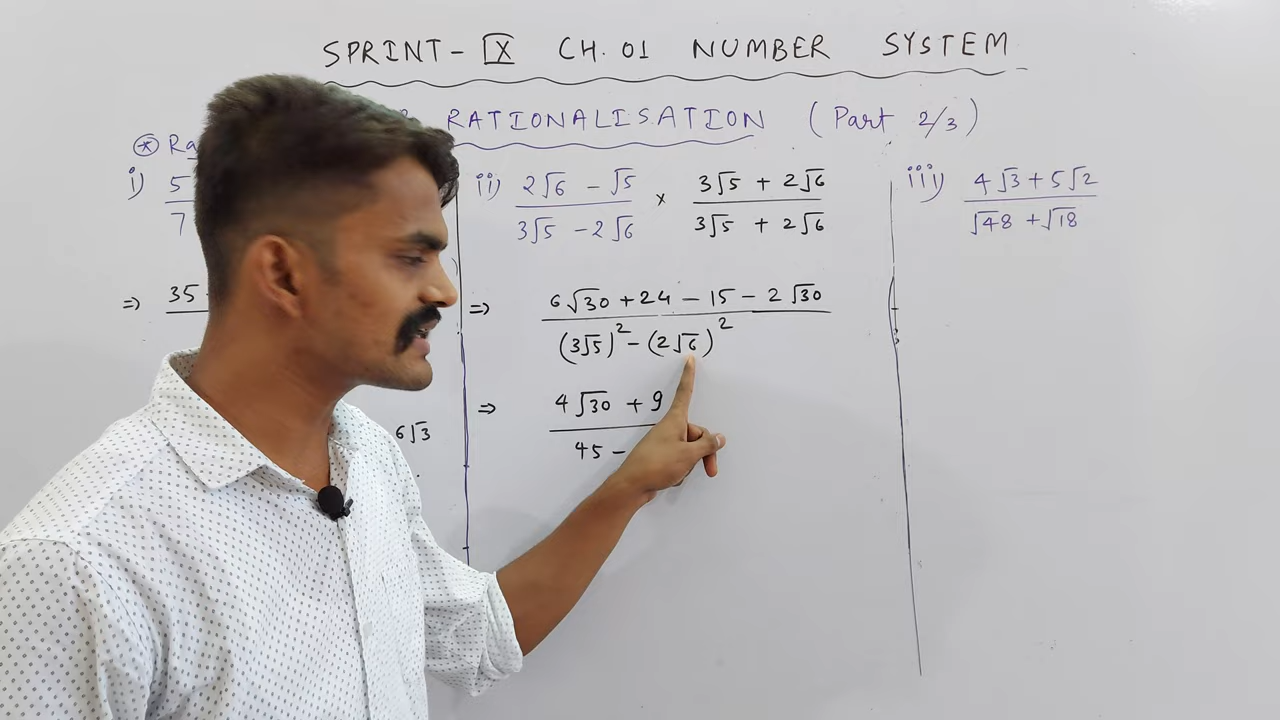 SPRINT- IX CH. 01 NUMBER SYSTEM
RATIONALISATION (Part 2/3)
i) 5
7
⇒ 35
6√3
ii) 2√6 - √5 / 3√5 - 2√6 × 3√5 + 2√6 / 3√5 + 2√6
⇒ 6√30 + 24 - 15 - 2√30 / (3√5)² - (2√6)²
⇒ 4√30 + 9 / 45 -
iii) 4√3 + 5√2 / √48 + √18